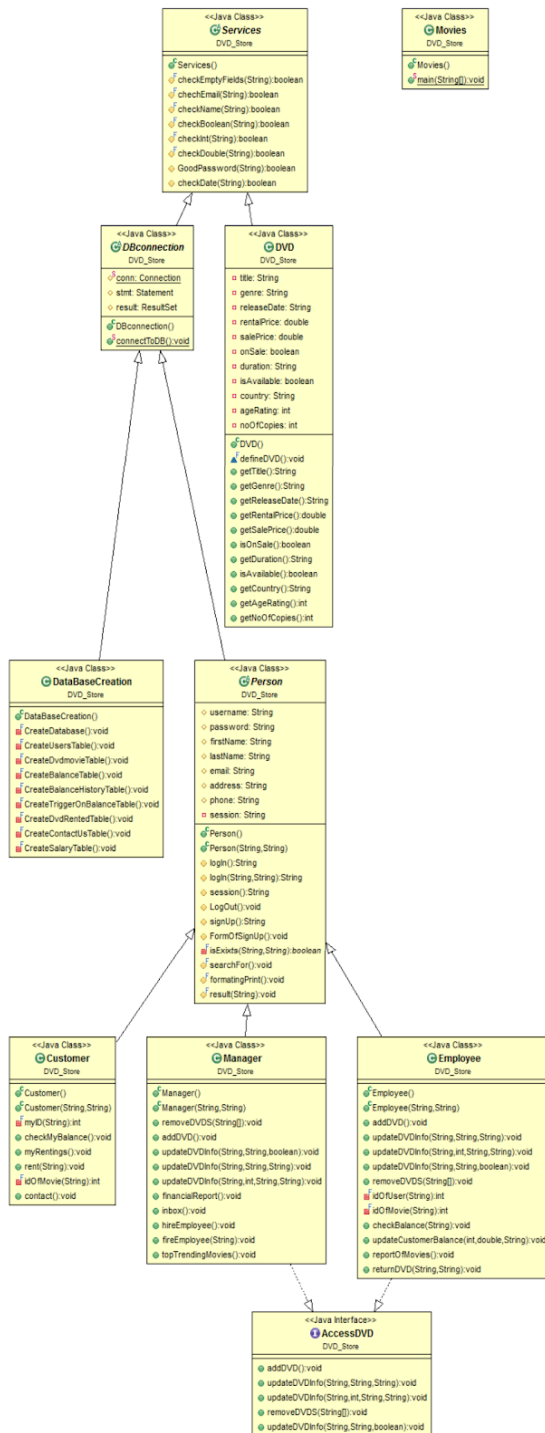 <<Java Class>>
Services
DVD_Store
Services()
checkEmptyFields(String):boolean
chechEmail(String):boolean
checkName(String):boolean
checkBoolean(String):boolean
checkInt(String):boolean
checkDouble(String):boolean
GoodPassword(String):boolean
checkDate(String):boolean
<<Java Class>>
Movies
DVD_Store
Movies()
main(String[]):void
<<Java Class>>
DBconnection
DVD_Store
conn: Connection
stmt: Statement
result: ResultSet
DBconnection()
connectToDB():void
<<Java Class>>
DVD
DVD_Store
title: String
genre: String
releaseDate: String
rentalPrice: double
salePrice: double
onSale: boolean
duration: String
isAvailable: boolean
country: String
ageRating: int
noOfCopies: int
DVD()
defineDVD():void
getTitle():String
getGenre():String
getReleaseDate():String
getRentalPrice():double
getSalePrice():double
isOnSale():boolean
getDuration():String
isAvailable():boolean
getCountry():String
getAgeRating():int
getNoOfCopies():int
<<Java Class>>
DataBaseCreation
DVD_Store
DataBaseCreation()
CreateDatabase():void
CreateUsersTable():void
CreateDvdmovieTable():void
CreateBalanceTable():void
CreateBalanceHistoryTable():void
CreateTriggerOnBalanceTable():void
CreateDvdRentedTable():void
CreateContactUsTable():void
CreateSalaryTable():void
<<Java Class>>
Person
DVD_Store
username: String
password: String
firstName: String
lastName: String
email: String
address: String
phone: String
session: String
Person()
Person(String,String)
logIn():String
logIn(String,String):String
session():String
LogOut():void
signUp():String
FormOfSignUp():void
isExixts(String,String):boolean
searchFor():void
formatingPrint():void
result(String):void
<<Java Class>>
Customer
DVD_Store
Customer()
Customer(String,String)
myID(String):int
checkMyBalance():void
myRentings():void
rent(String):void
idOfMovie(String):int
contact():void
<<Java Class>>
Manager
DVD_Store
Manager()
Manager(String,String)
removeDVDS(String[]):void
addDVD():void
updateDVDInfo(String,String,boolean):void
updateDVDInfo(String,String,String):void
updateDVDInfo(String,int,String,String):void
financialReport():void
inbox():void
hireEmployee():void
fireEmployee(String):void
topTrendingMovies():void
<<Java Class>>
Employee
DVD_Store
Employee()
Employee(String,String)
addDVD():void
updateDVDInfo(String,String,String):void
updateDVDInfo(String,int,String,String):void
updateDVDInfo(String,String,boolean):void
removeDVDS(String[]):void
idOfUser(String):int
idOfMovie(String):int
checkBalance(String):void
updateCustomerBalance(int,double,String):void
reportOfMovies():void
returnDVD(String,String):void
<<Java Interface>>
AccessDVD
DVD_Store
addDVD():void
updateDVDInfo(String,String,String):void
updateDVDInfo(String,int,String,String):void
removeDVDS(String[]):void
updateDVDInfo(String,String,boolean):void